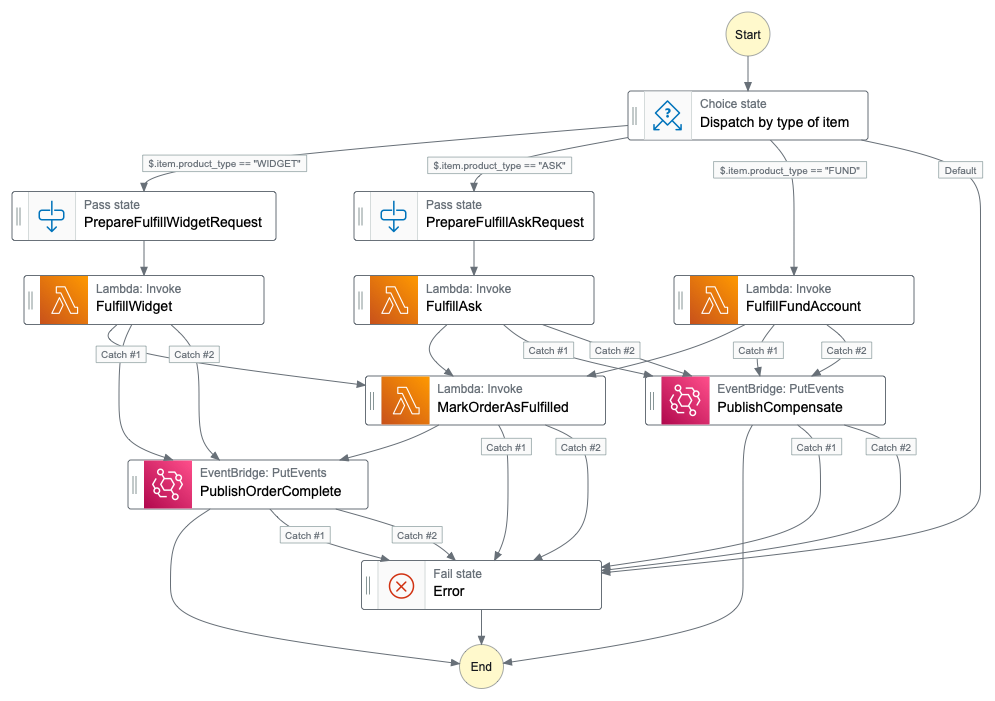 Start
Choice state
Dispatch by type of item
$.item.product_type == "WIDGET"
$.item.product_type == "ASK"
$.item.product_type == "FUND"
Default
Pass state
PrepareFulfillWidgetRequest
Pass state
PrepareFulfillAskRequest
Lambda: Invoke
FulfillWidget
Lambda: Invoke
FulfillAsk
Lambda: Invoke
FulfillFundAccount
Catch #1
Catch #2
Catch #1
Catch #2
Catch #1
Catch #2
Lambda: Invoke
MarkOrderAsFulfilled
EventBridge: PutEvents
PublishCompensate
Catch #1
Catch #2
Catch #1
Catch #2
EventBridge: PutEvents
PublishOrderComplete
Catch #1
Catch #2
Fail state
Error
End